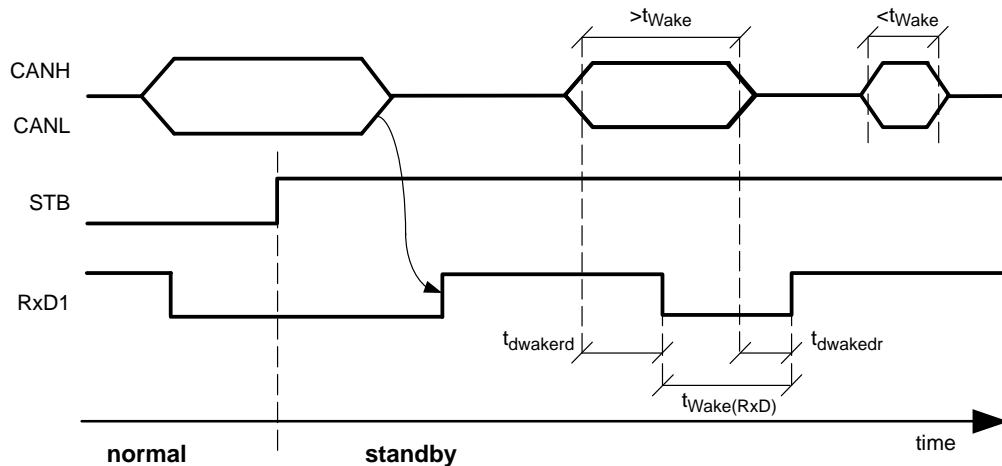 >tWake
<tWake
CANH
CANL
STB
RxD1
tdwakerd
tdwakedr
tWake(RxD)
time
normal
standby